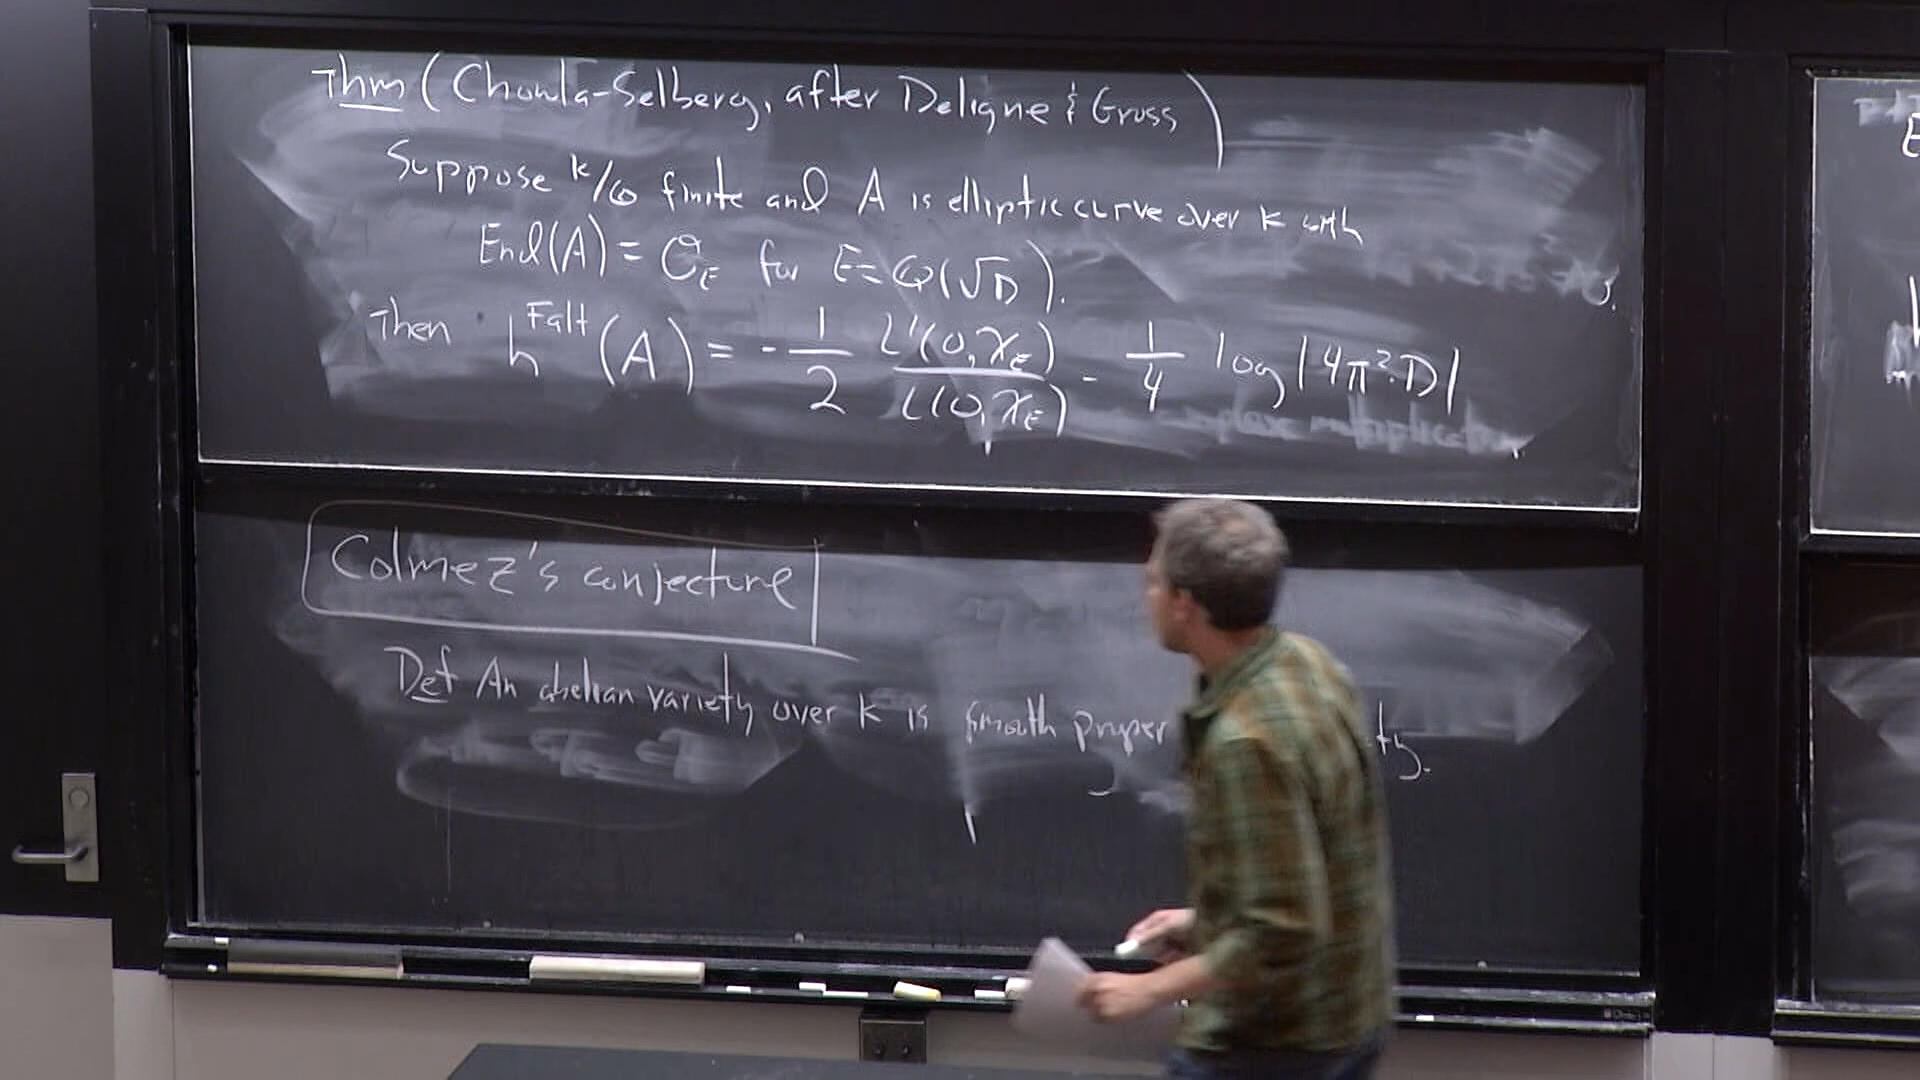 Thm (Chowla-Selberg, after Deligne & Gross)
Suppose k/Q finite and A is elliptic curve over k with
End(A) = O_E for E = Q(√D).
Then h^Falt (A) = - 1/2 L'(0,χ_E)/L(0,χ_E) - 1/4 log |4π²·D|
Colmez's conjecture
Def An abelian variety over k is smooth proper ty.